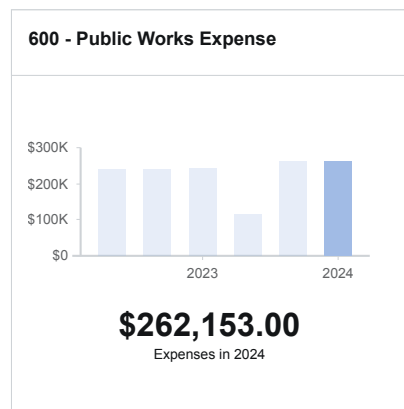 600 - Public Works Expense
$300K
$200K
$100K
$0
2023 2024
$262,153.00
Expenses in 2024